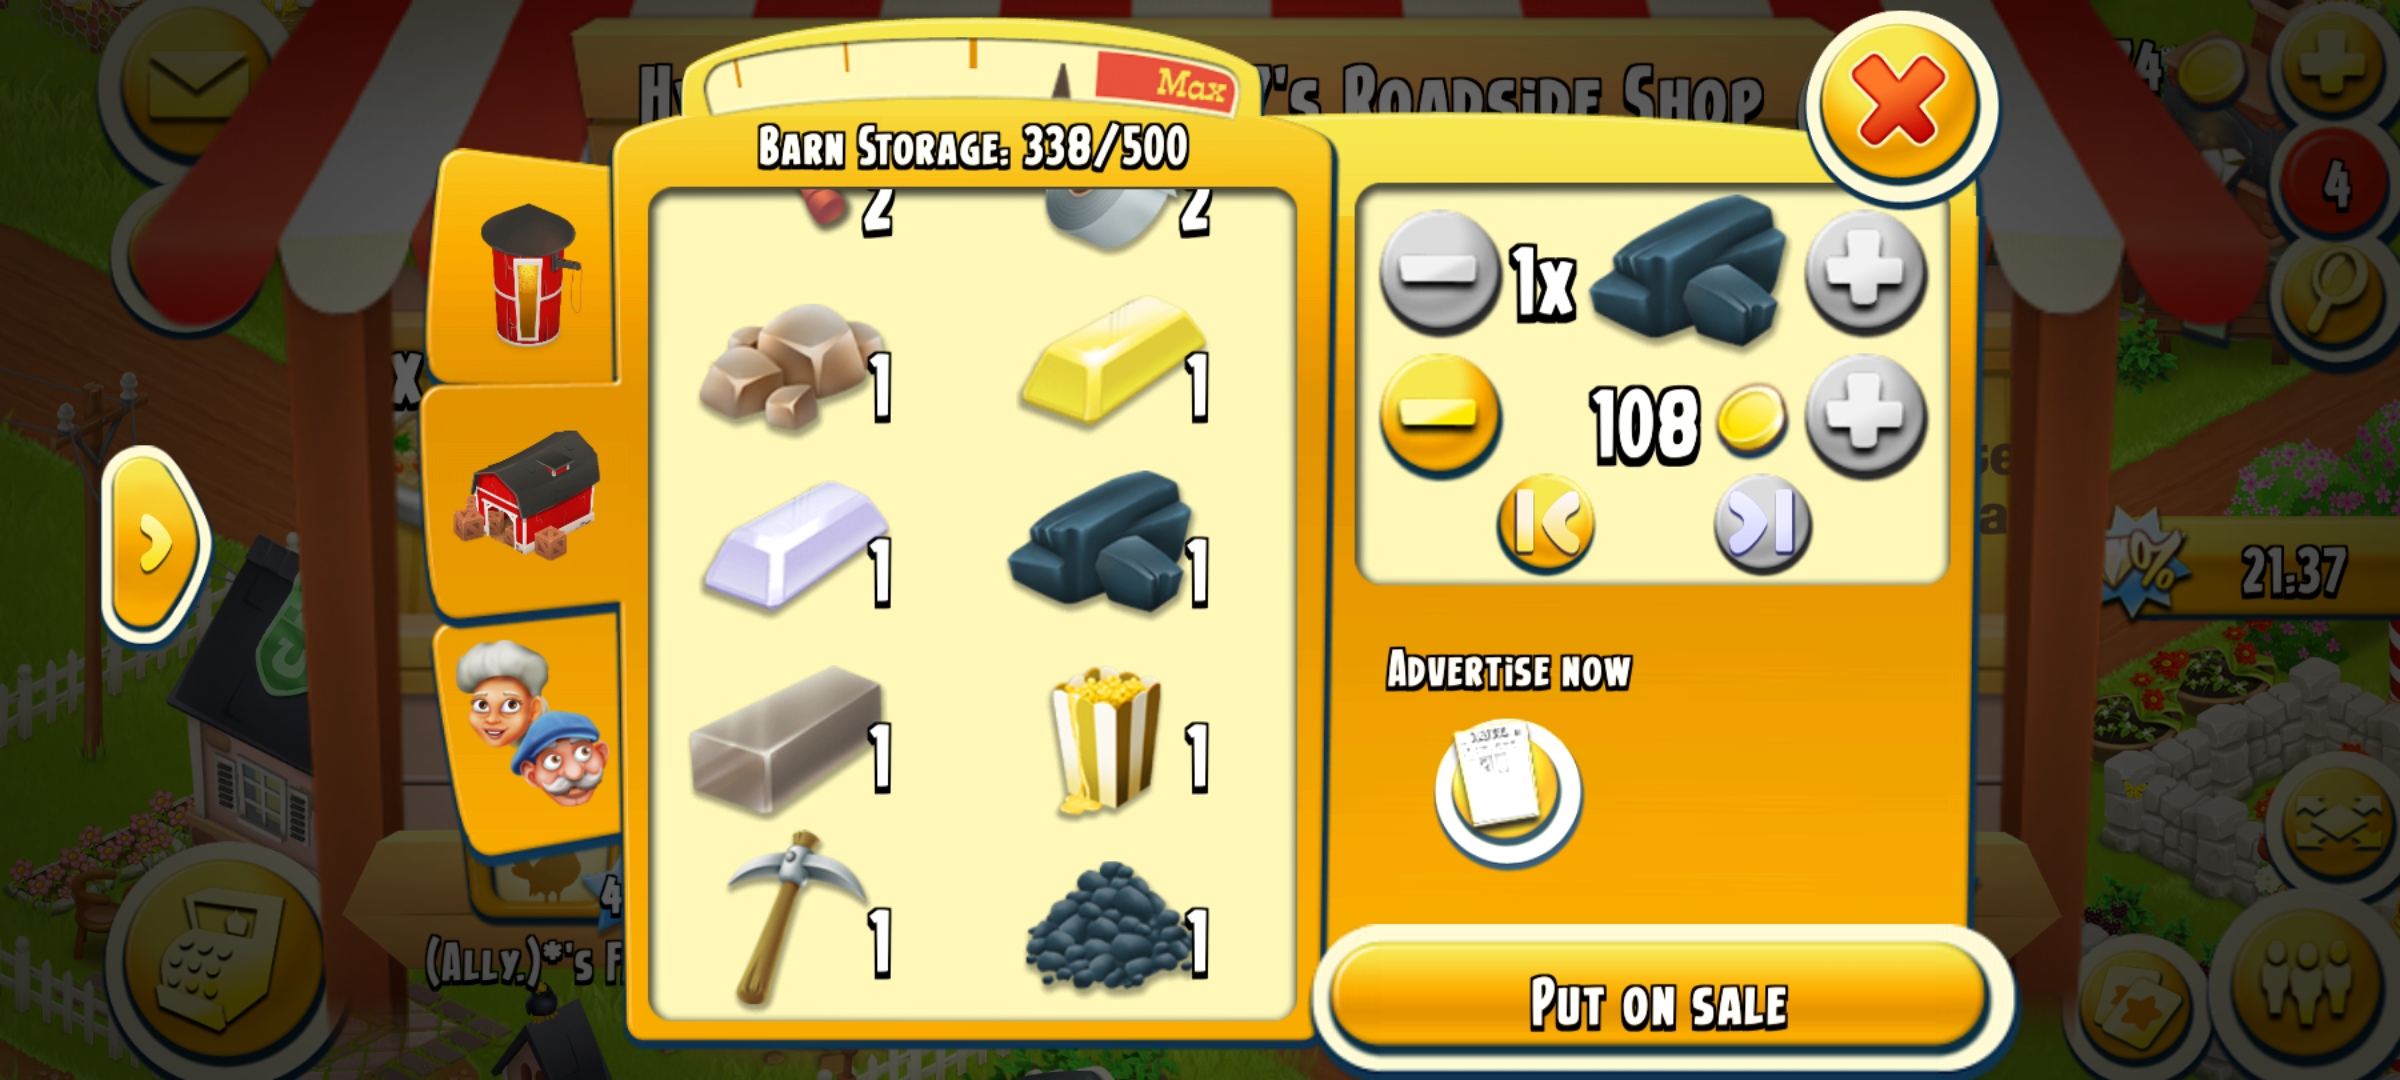 's Roadside Shop
Max
Barn Storage: 338/500
4
2
2
1x
1
1
108
1
1
21:37
Advertise now
1
1
1
1
(Ally.)*'s F
Put on sale